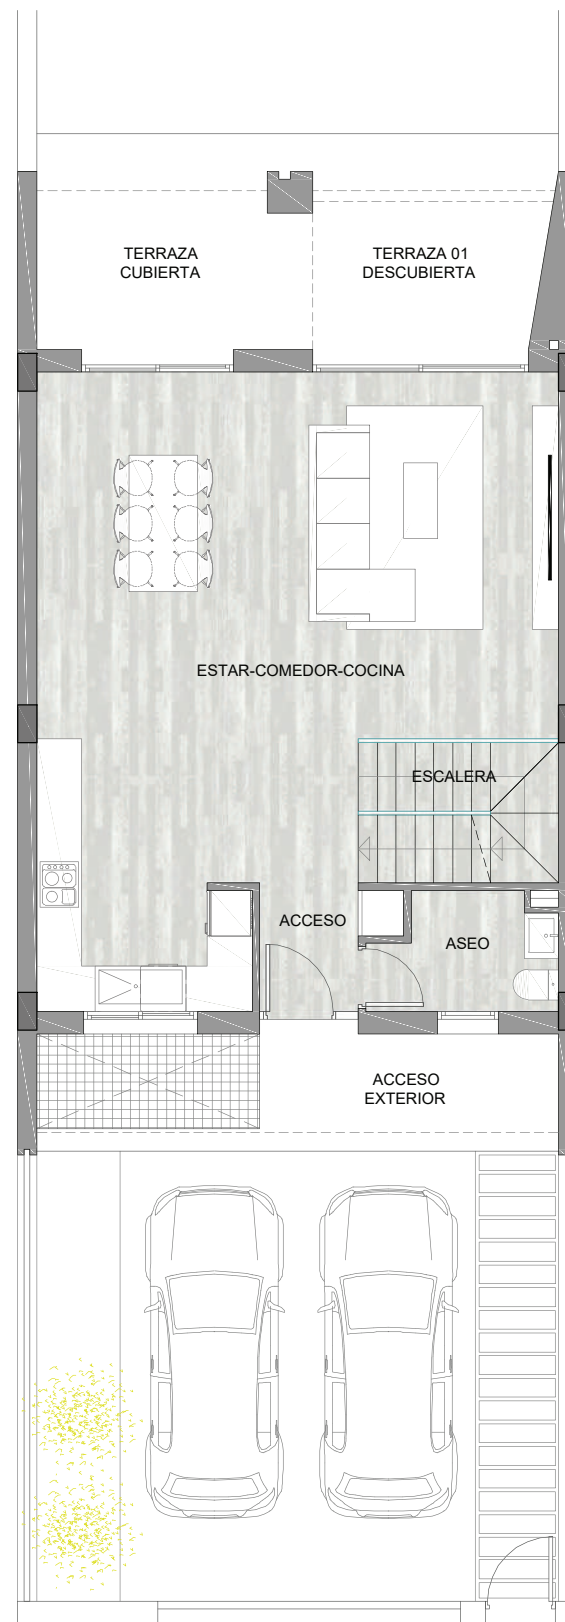 TERRAZA
CUBIERTA
TERRAZA 01
DESCUBIERTA
ESTAR-COMEDOR-COCINA
ESCALERA
ACCESO
ASEO
ACCESO
EXTERIOR